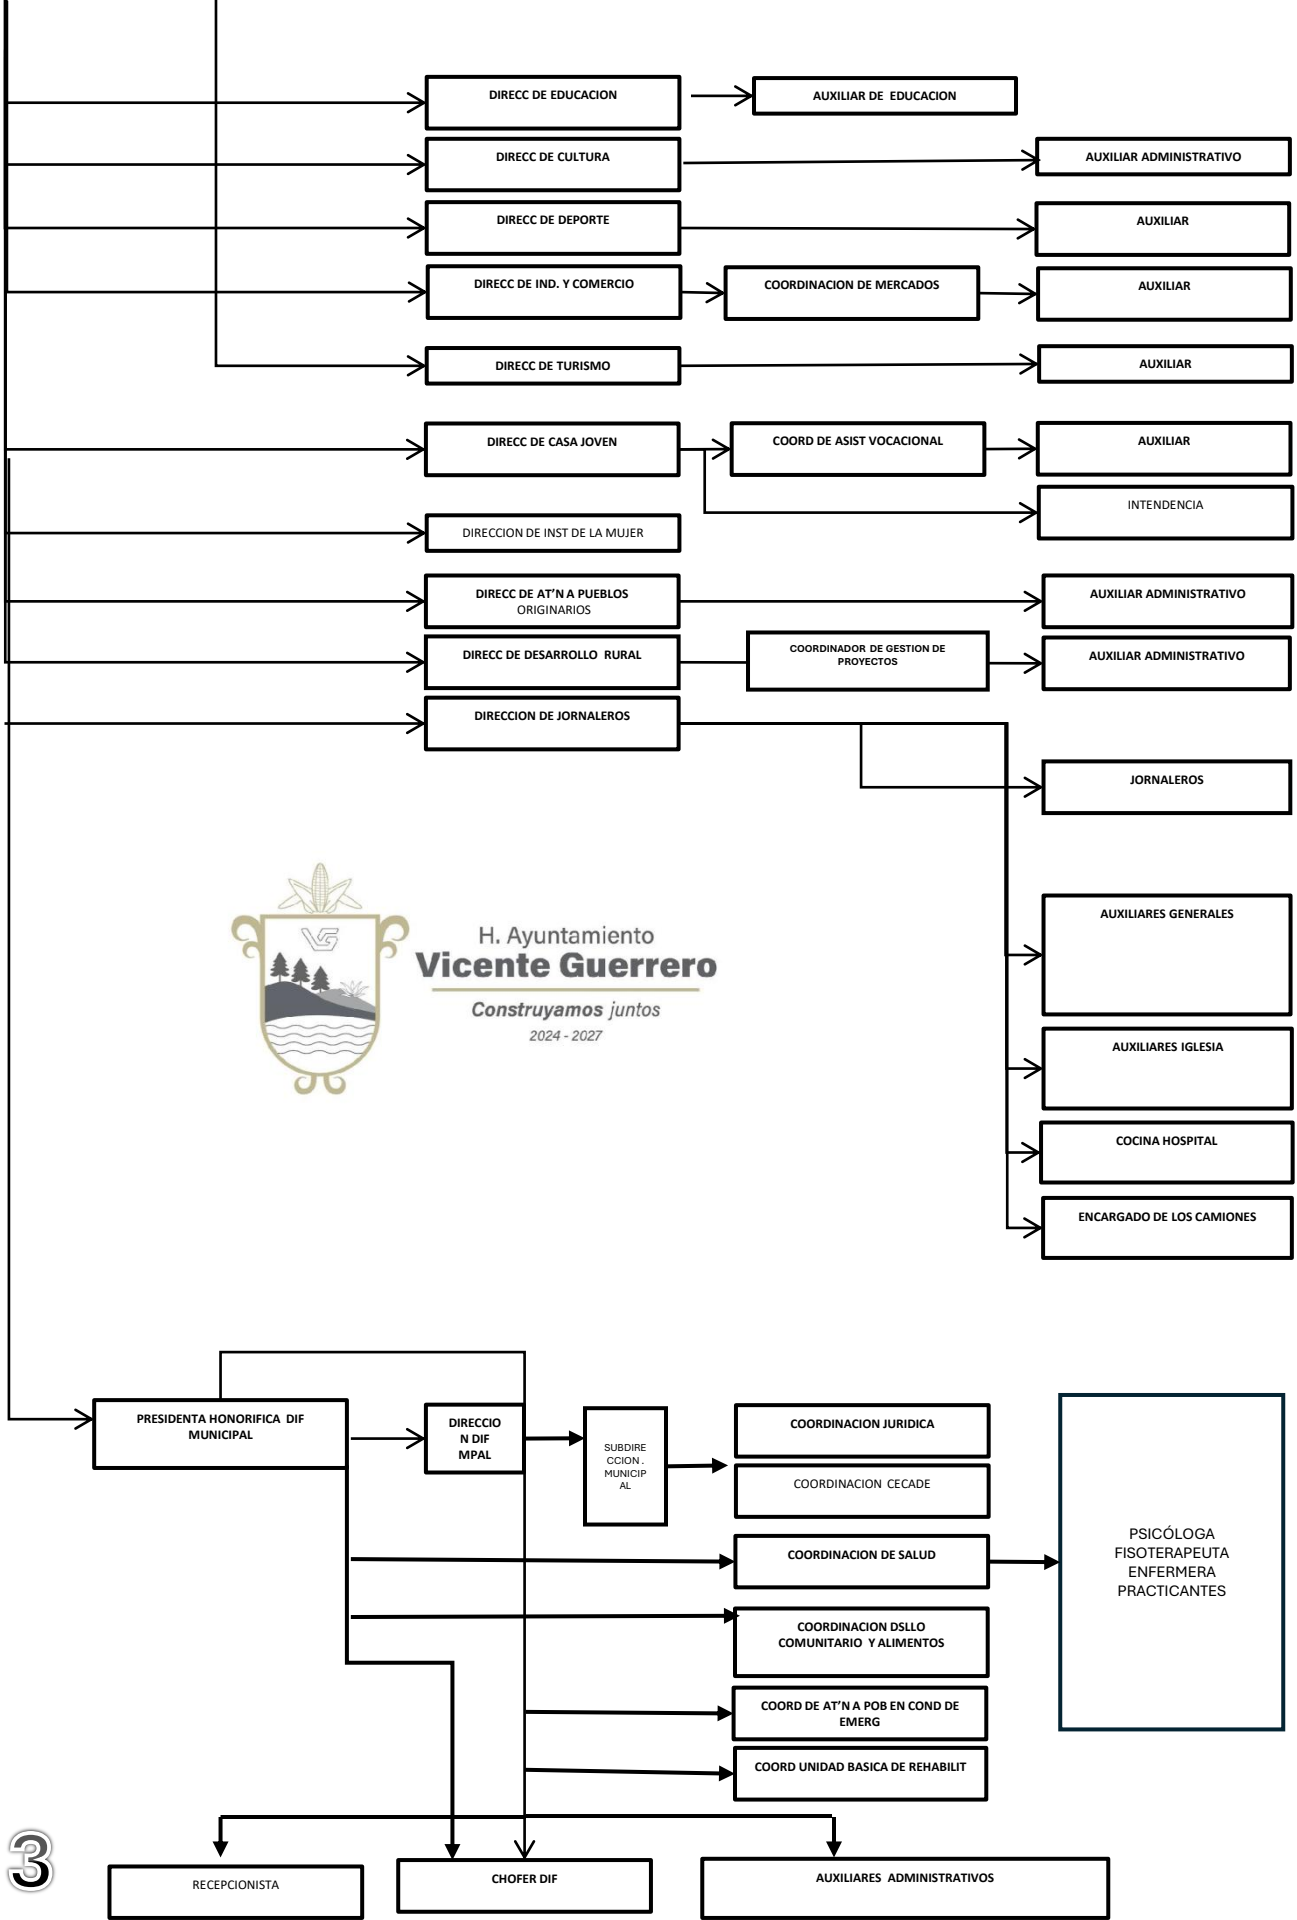 DIRECC DE EDUCACION
AUXILIAR DE EDUCACION
DIRECC DE CULTURA
AUXILIAR ADMINISTRATIVO
DIRECC DE DEPORTE
AUXILIAR
DIRECC DE IND. Y COMERCIO
COORDINACION DE MERCADOS
AUXILIAR
DIRECC DE TURISMO
AUXILIAR
DIRECC DE CASA JOVEN
COORD DE ASIST VOCACIONAL
AUXILIAR
INTENDENCIA
DIRECCION DE INST DE LA MUJER
DIRECC DE AT'N A PUEBLOS
ORIGINARIOS
AUXILIAR ADMINISTRATIVO
DIRECC DE DESARROLLO RURAL
COORDINADOR DE GESTION DE
PROYECTOS
AUXILIAR ADMINISTRATIVO
DIRECCION DE JORNALEROS
JORNALEROS
VG
H. Ayuntamiento
Vicente Guerrero
Construyamos juntos
2024 - 2027
AUXILIARES GENERALES
AUXILIARES IGLESIA
COCINA HOSPITAL
ENCARGADO DE LOS CAMIONES
PRESIDENTA HONORIFICA DIF
MUNICIPAL
DIRECCIO
N DIF
MPAL
SUBDIRE
CCION .
MUNICIP
AL
COORDINACION JURIDICA
COORDINACION CECADE
COORDINACION DE SALUD
PSICÓLOGA
FISOTERAPEUTA
ENFERMERA
PRACTICANTES
COORDINACION DSLLO
COMUNITARIO Y ALIMENTOS
COORD DE AT'N A POB EN COND DE
EMERG
COORD UNIDAD BASICA DE REHABILIT
3
RECEPCIONISTA
CHOFER DIF
AUXILIARES ADMINISTRATIVOS